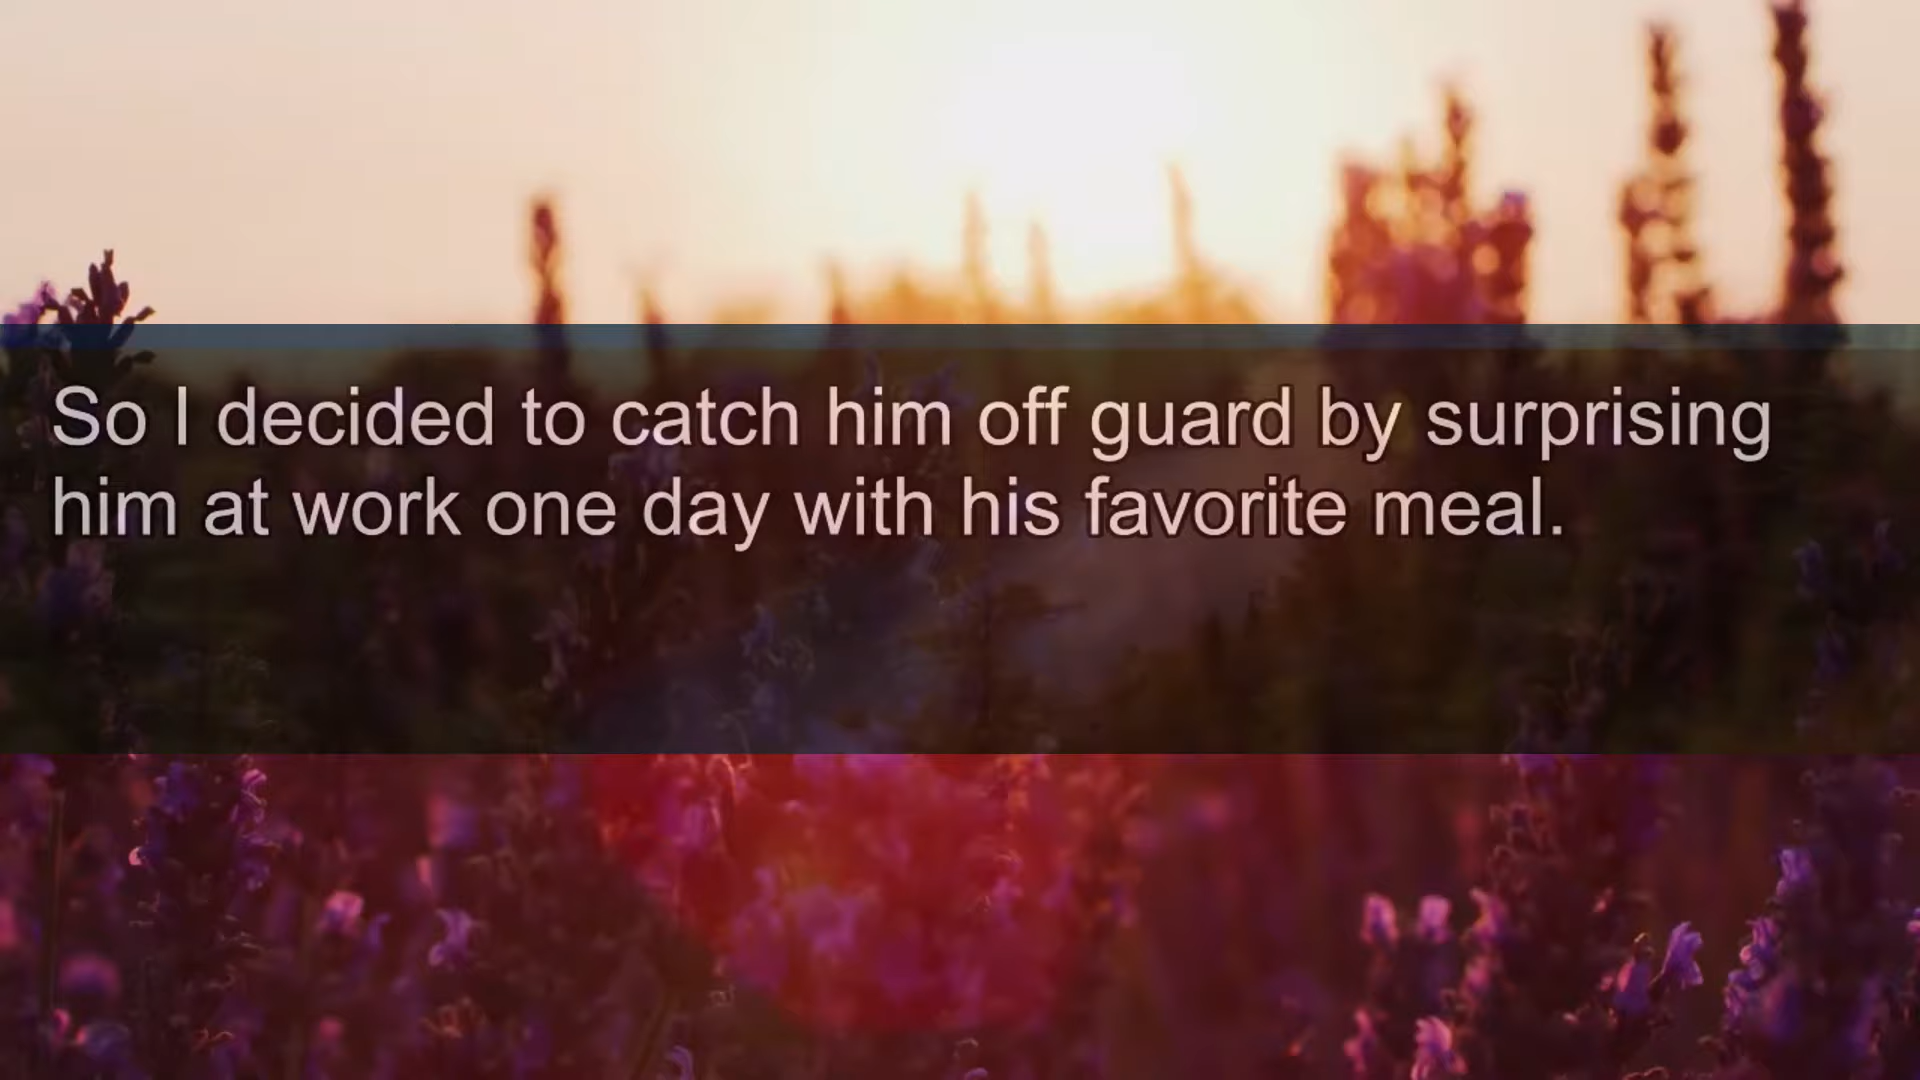 So I decided to catch him off guard by surprising
him at work one day with his favorite meal.